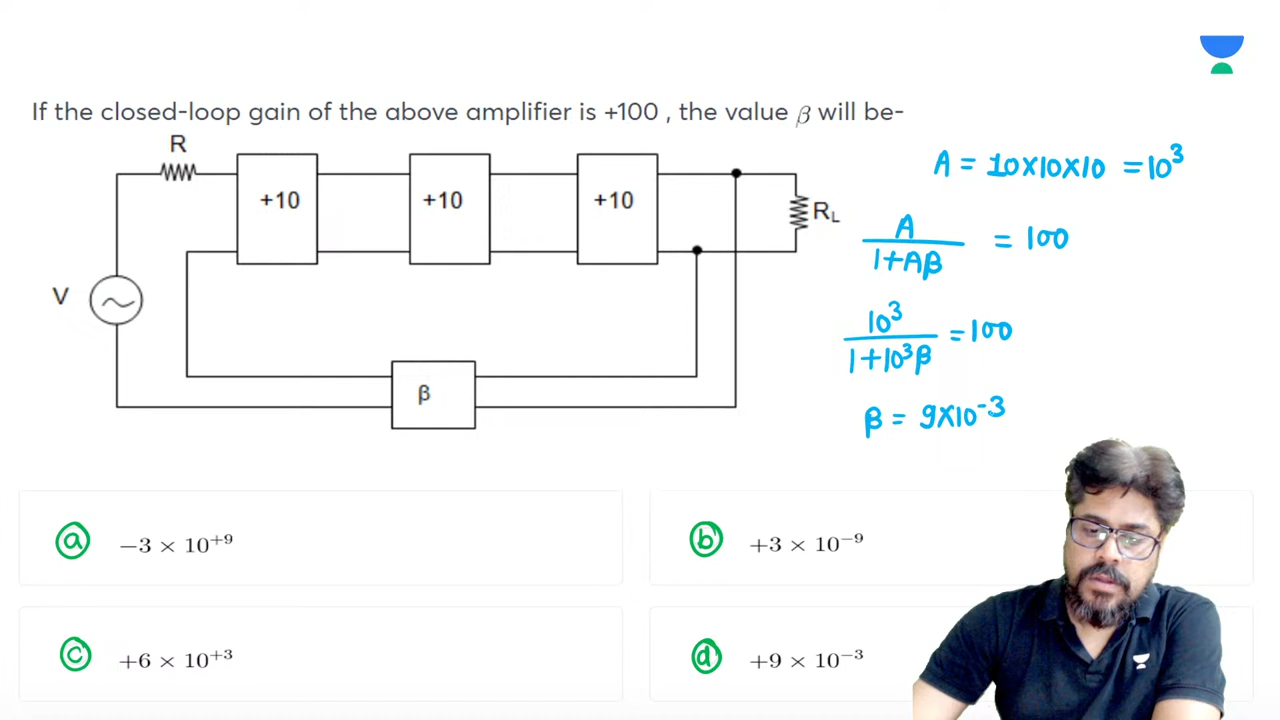 If the closed-loop gain of the above amplifier is +100 , the value β will be-
R
+10
+10
+10
R_L
V
β
A = 10×10×10 = 10³
A / (1+Aβ) = 100
10³ / (1+10³β) = 100
β = 9×10⁻³
ⓐ −3 × 10⁺⁹
ⓑ +3 × 10⁻⁹
ⓒ +6 × 10⁺³
ⓓ +9 × 10⁻³